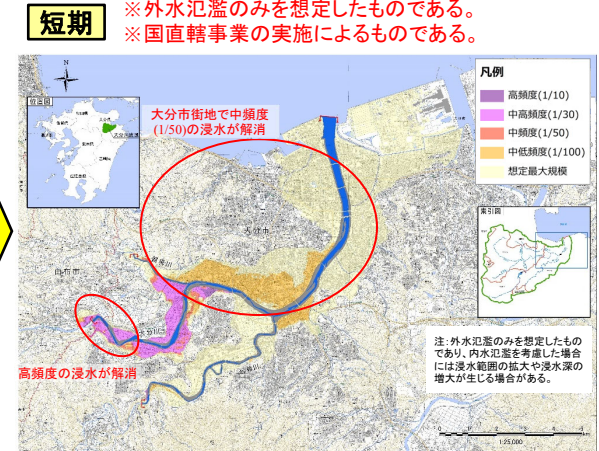 短期
※外水氾濫のみを想定したものである。
※国直轄事業の実施によるものである。
N
位置図
大分市街地で中頻度
(1/50)の浸水が解消
凡例
高頻度(1/10)
中高頻度(1/30)
中頻度(1/50)
中低頻度(1/100)
想定最大規模
索引図
大分市
由布市
大分川
高頻度の浸水が解消
注:外水氾濫のみを想定したもの
であり、内水氾濫を考慮した場合
には浸水範囲の拡大や浸水深の
増大が生じる場合がある。
1:25,000